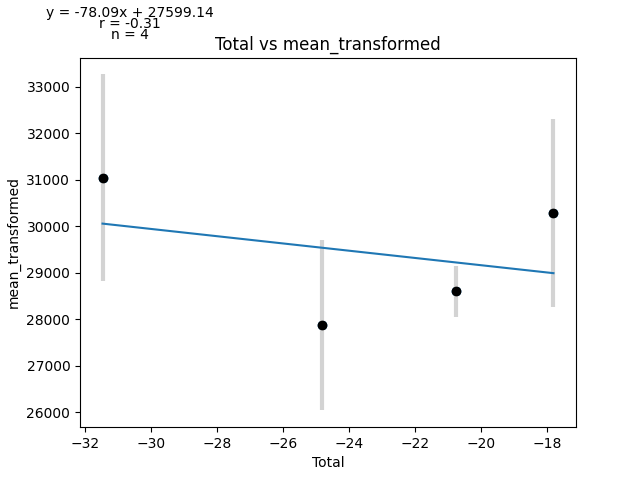 y = -78.09x + 27599.14
r = -0.31
n = 4
Total vs mean_transformed
33000
32000
31000
30000
29000
28000
27000
26000
mean_transformed
−32 −30 −28 −26 −24 −22 −20 −18
Total